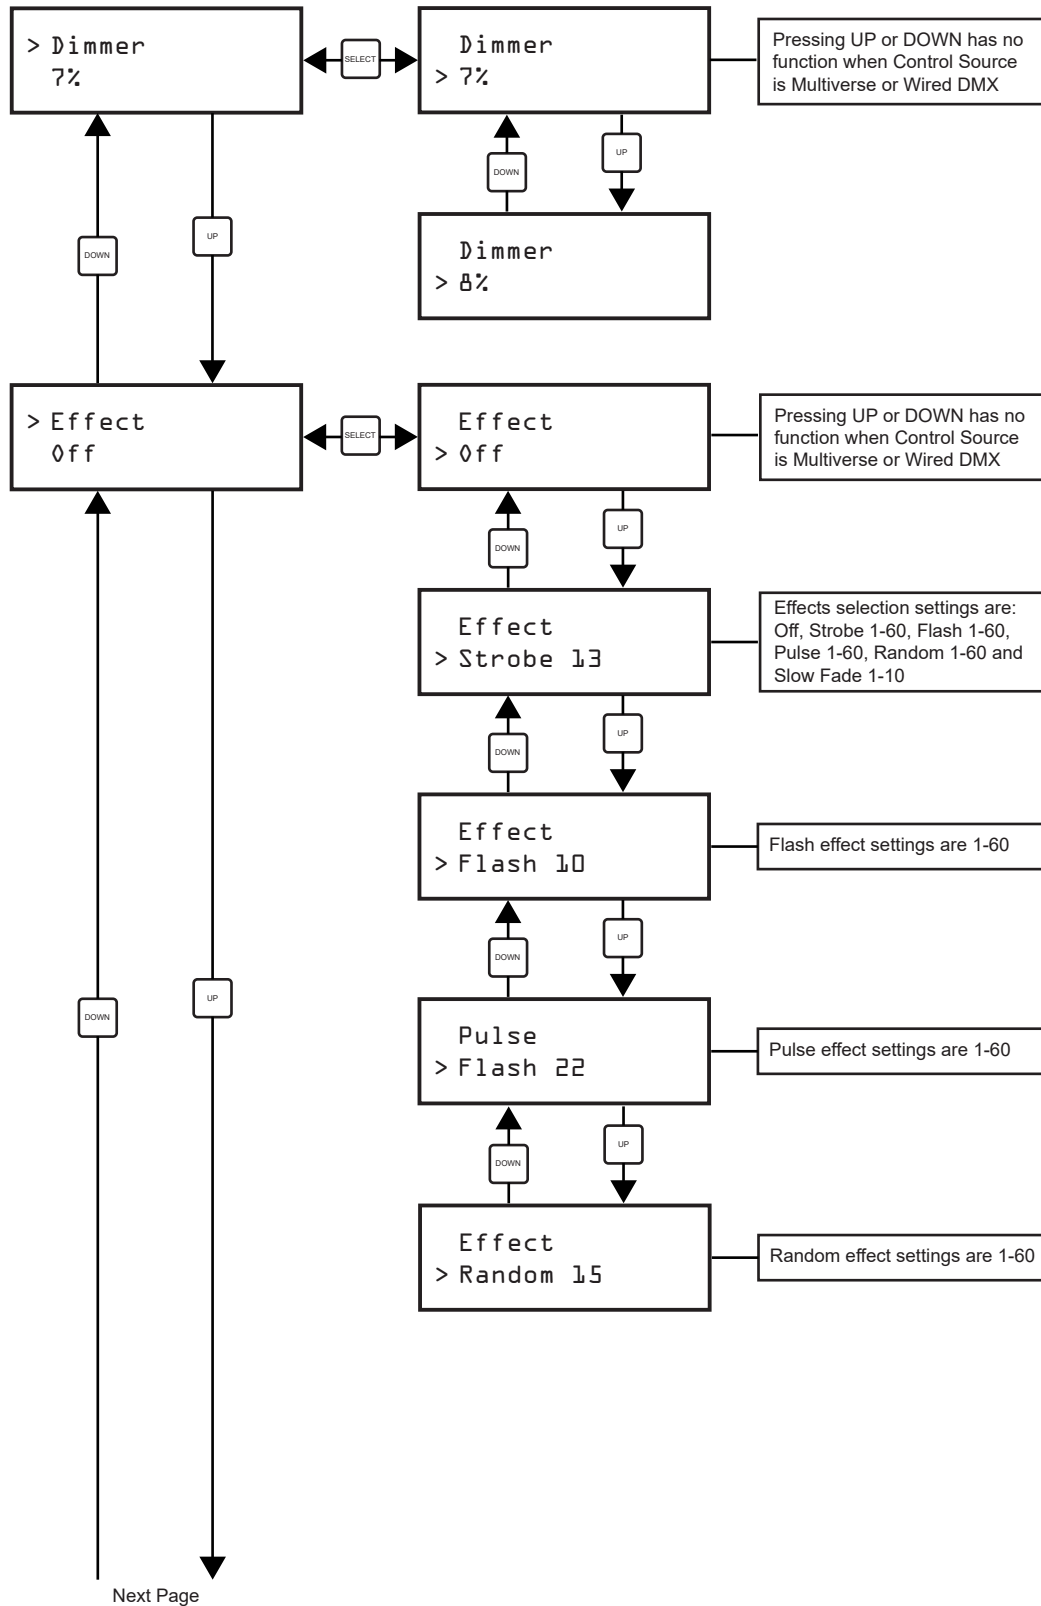 > Dimmer
7%
SELECT
Dimmer
> 7%
Pressing UP or DOWN has no
function when Control Source
is Multiverse or Wired DMX
DOWN
UP
DOWN
UP
Dimmer
> 8%
> Effect
Off
SELECT
Effect
> Off
Pressing UP or DOWN has no
function when Control Source
is Multiverse or Wired DMX
DOWN
UP
Effect
> Strobe 13
Effects selection settings are:
Off, Strobe 1-60, Flash 1-60,
Pulse 1-60, Random 1-60 and
Slow Fade 1-10
DOWN
UP
Effect
> Flash 10
Flash effect settings are 1-60
DOWN
UP
DOWN
UP
Pulse
> Flash 22
Pulse effect settings are 1-60
DOWN
UP
Effect
> Random 15
Random effect settings are 1-60
Next Page